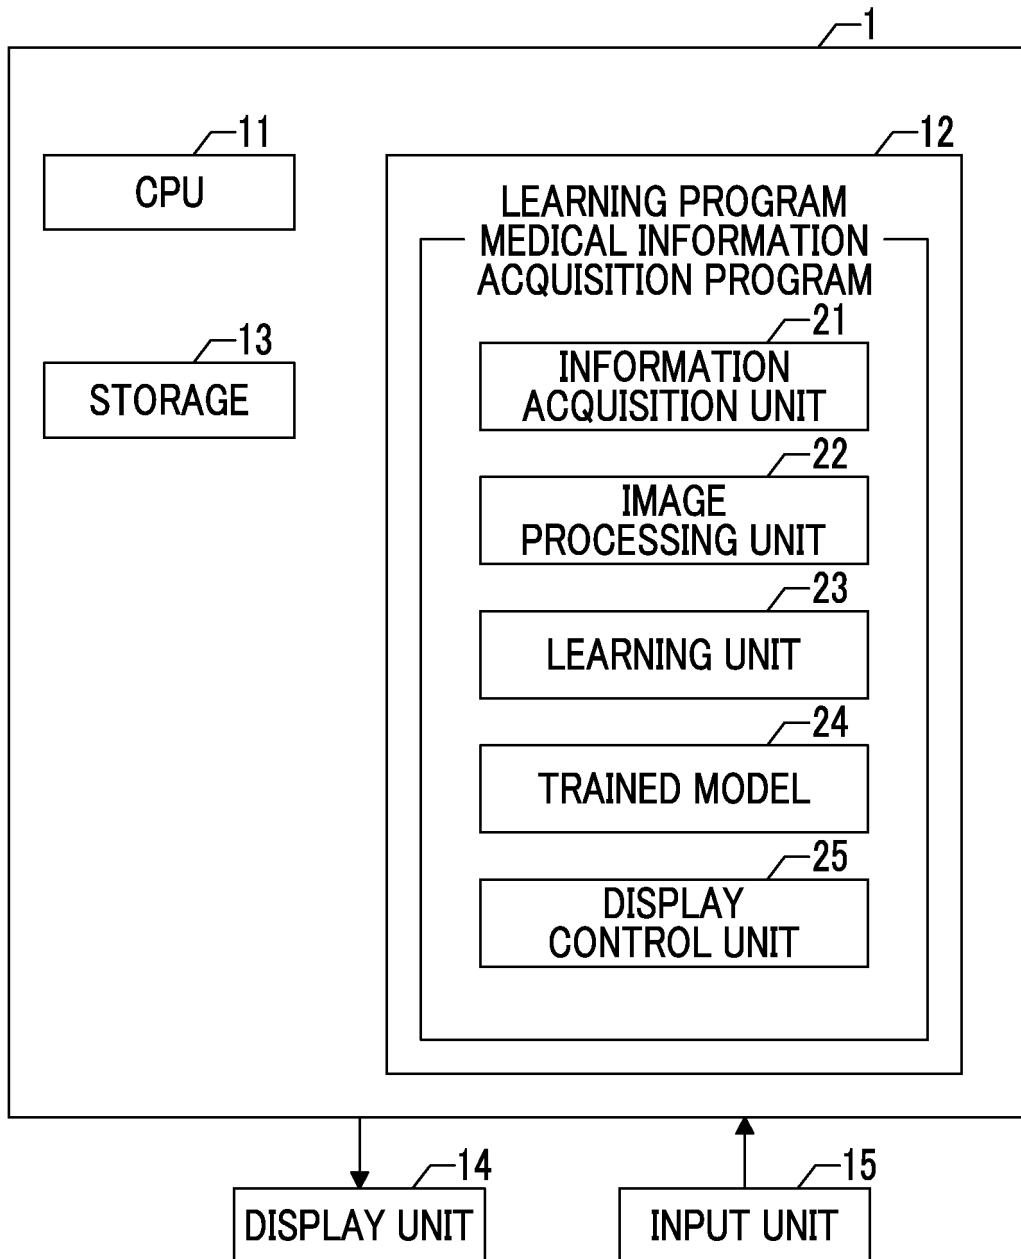 1
11
CPU
12
LEARNING PROGRAM
MEDICAL INFORMATION
ACQUISITION PROGRAM
13
STORAGE
21
INFORMATION
ACQUISITION UNIT
22
IMAGE
PROCESSING UNIT
23
LEARNING UNIT
24
TRAINED MODEL
25
DISPLAY
CONTROL UNIT
14
DISPLAY UNIT
15
INPUT UNIT